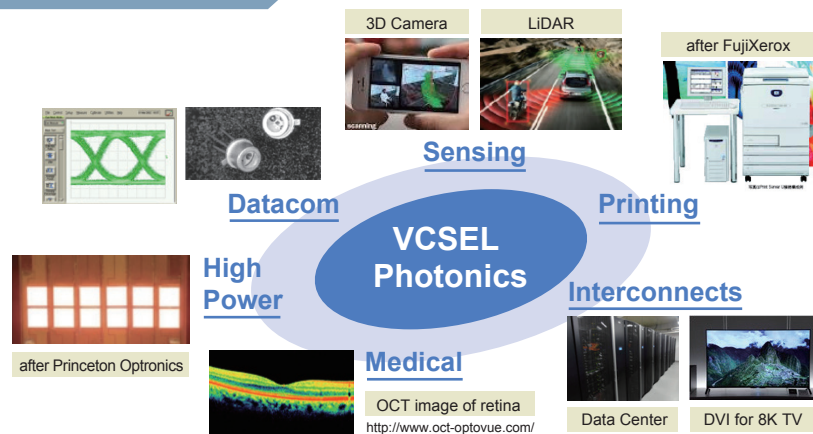 3D Camera
LiDAR
after FujiXerox
scanning
Sensing
Datacom
Printing
VCSEL
Photonics
High
Power
Interconnects
after Princeton Optronics
Medical
OCT image of retina
http://www.oct-optovue.com/
Data Center
DVI for 8K TV